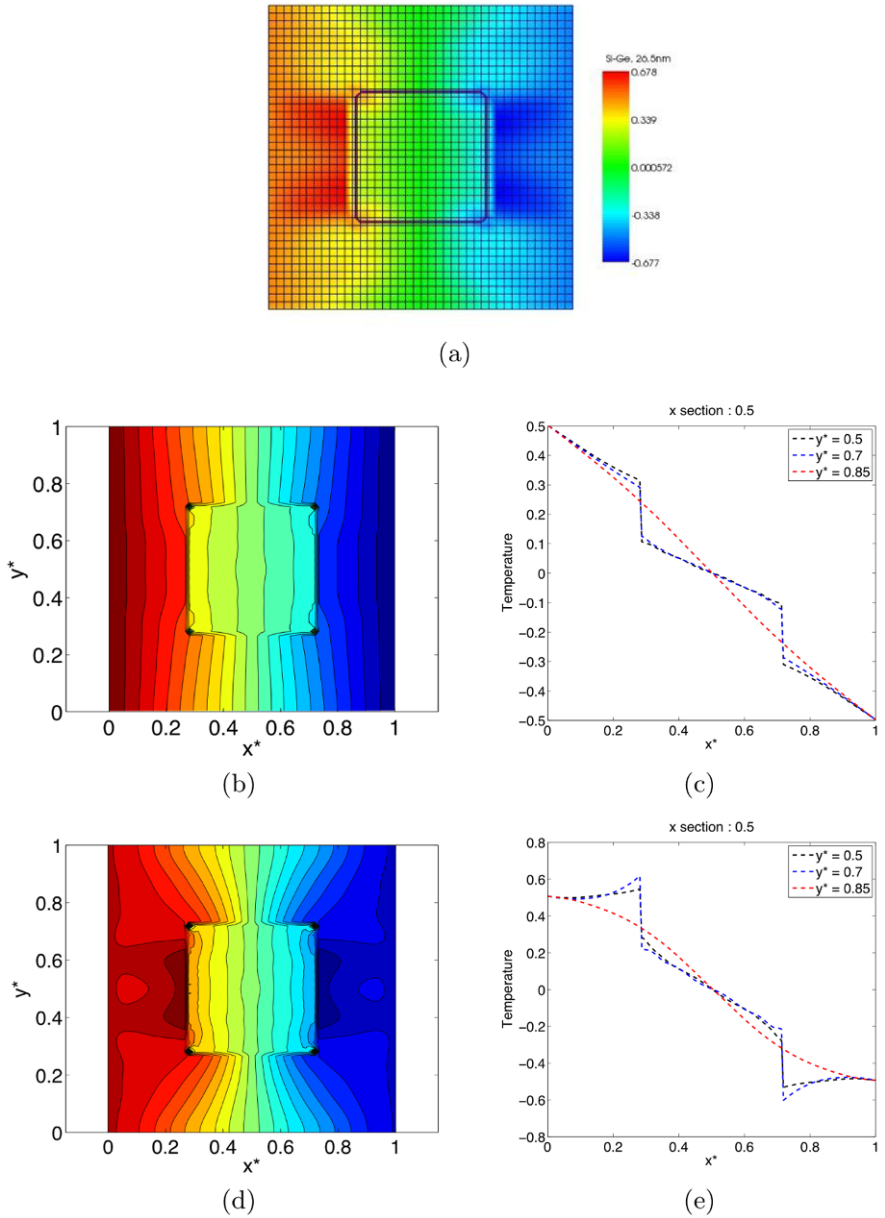 Si-Ge, 26.5nm
0.678
0.339
0.000572
-0.338
-0.677
(a)
1
0.8
0.6
0.4
0.2
0
y*
0 0.2 0.4 0.6 0.8 1
x*
(b)
x section : 0.5
0.5
0.4
0.3
0.2
0.1
0
−0.1
−0.2
−0.3
−0.4
−0.5
Temperature
y* = 0.5
y* = 0.7
y* = 0.85
0 0.2 0.4 0.6 0.8 1
x*
(c)
1
0.8
0.6
0.4
0.2
0
y*
0 0.2 0.4 0.6 0.8 1
x*
(d)
x section : 0.5
0.8
0.6
0.4
0.2
0
−0.2
−0.4
−0.6
−0.8
Temperature
y* = 0.5
y* = 0.7
y* = 0.85
0 0.2 0.4 0.6 0.8 1
x*
(e)